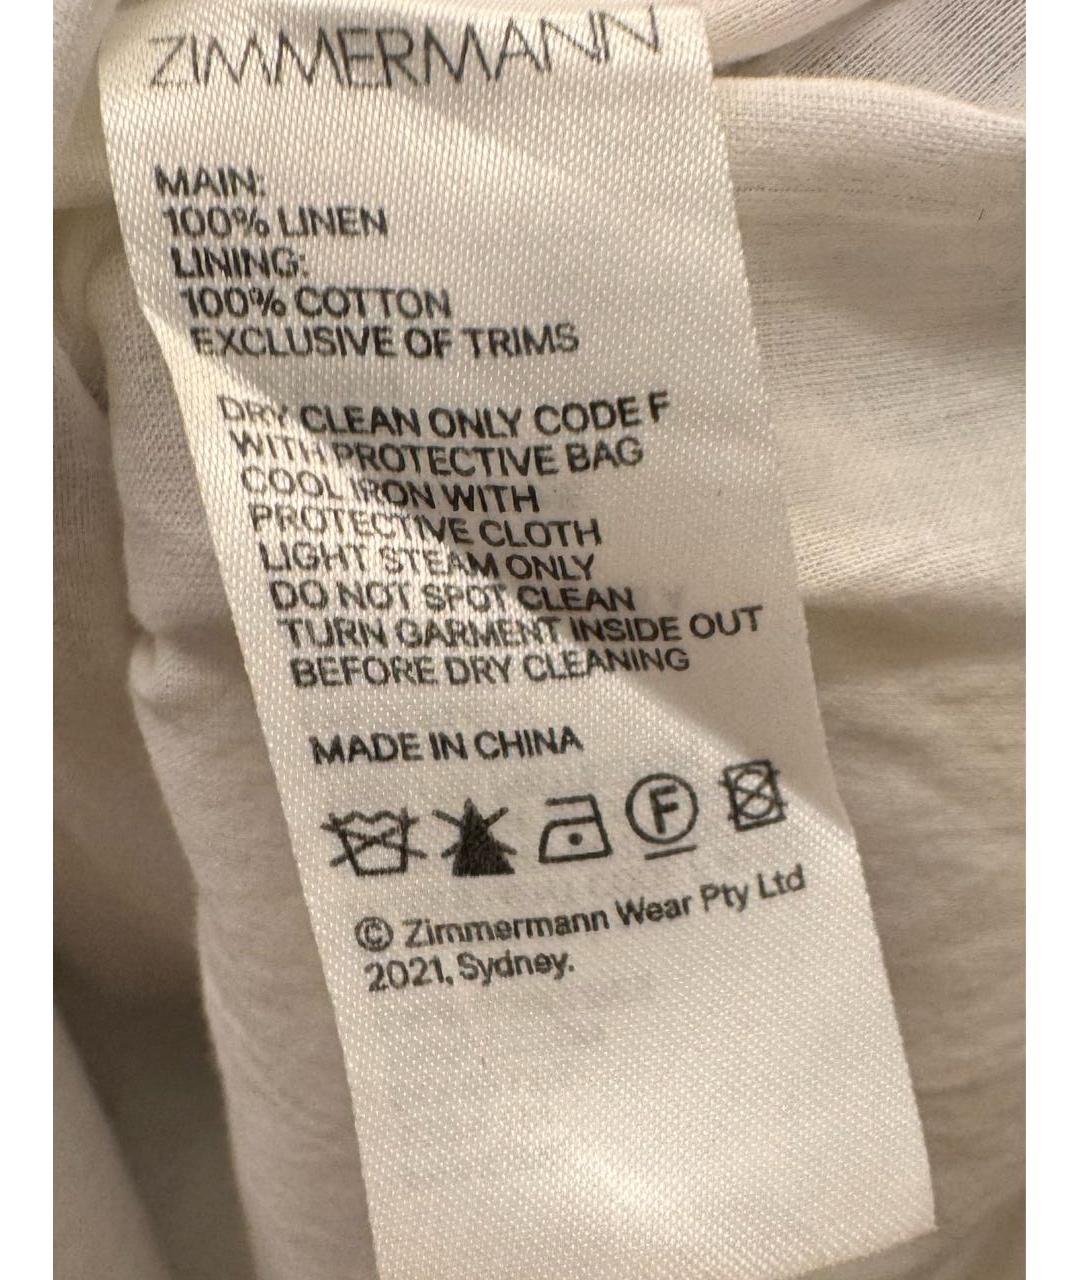 ZIMMERMANN
MAIN:
100% LINEN
LINING:
100% COTTON
EXCLUSIVE OF TRIMS
DRY CLEAN ONLY CODE F
WITH PROTECTIVE BAG
COOL IRON WITH
PROTECTIVE CLOTH
LIGHT STEAM ONLY
DO NOT SPOT CLEAN
TURN GARMENT INSIDE OUT
BEFORE DRY CLEANING
MADE IN CHINA
F
© Zimmermann Wear Pty Ltd
2021, Sydney.